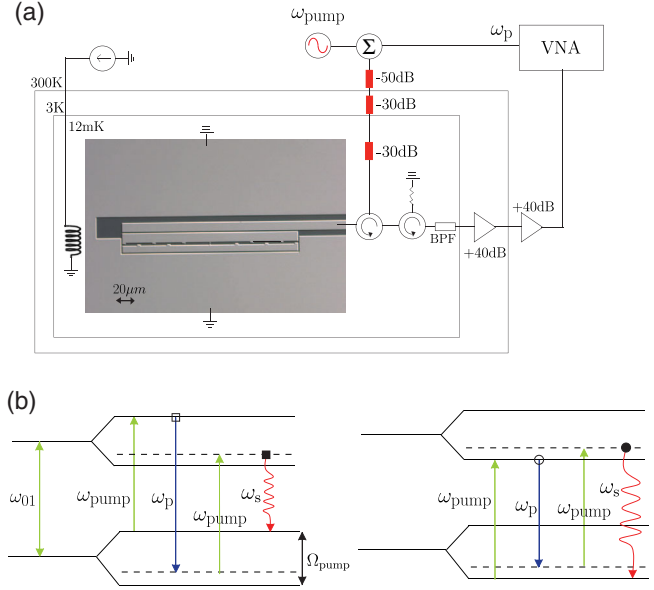 (a)
ω_pump
Σ
ω_p
VNA
-50dB
300K
-30dB
3K
12mK
-30dB
+40dB
BPF
+40dB
20μm
(b)
ω_01
ω_pump
ω_p
ω_pump
ω_s
Ω_pump
ω_pump
ω_p
ω_pump
ω_s